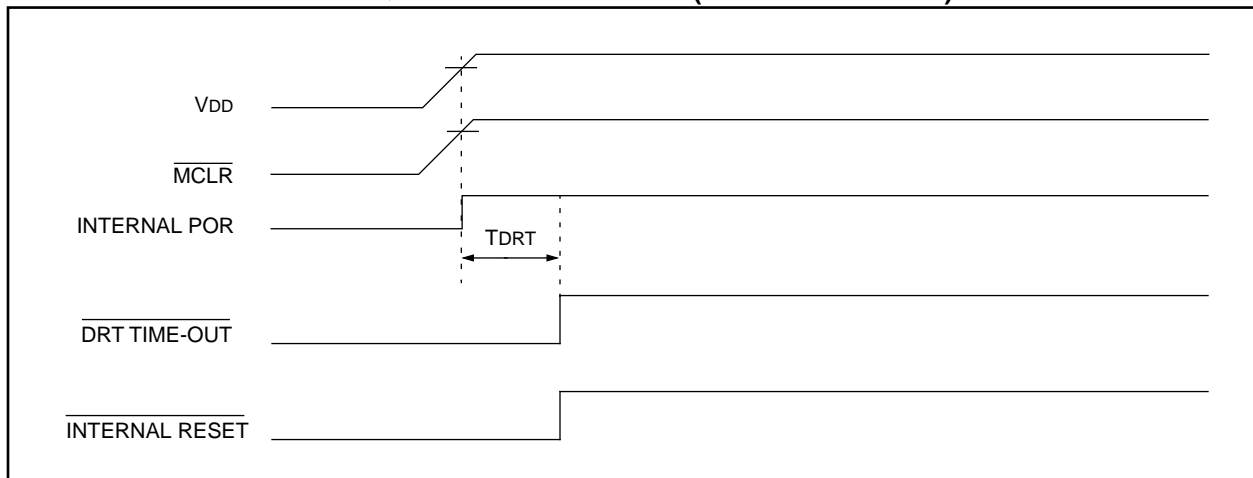 VDD
MCLR
INTERNAL POR
TDRT
DRT TIME-OUT
INTERNAL RESET